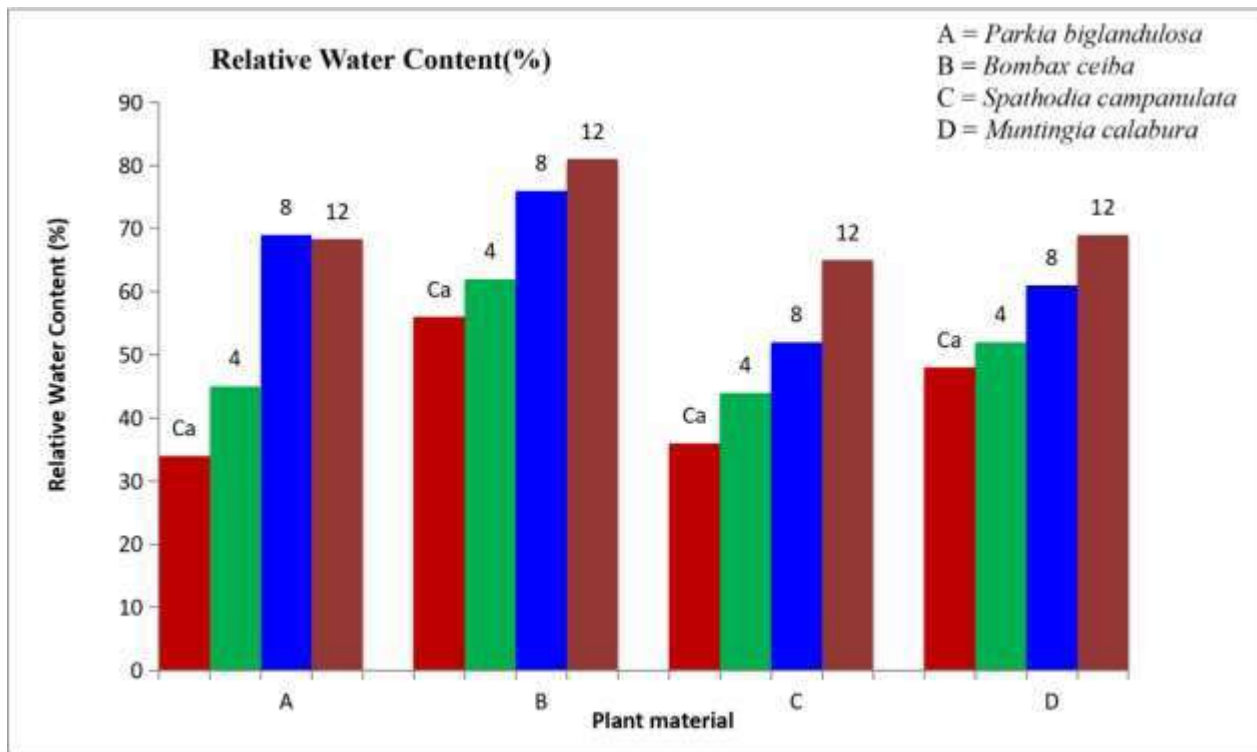 Relative Water Content(%)
A = Parkia biglandulosa
B = Bombax ceiba
C = Spathodia campanulata
D = Muntingia calabura
Relative Water Content (%)
90
80
70
60
50
40
30
20
10
0
Ca
4
8
12
Ca
4
8
12
Ca
4
8
12
Ca
4
8
12
A
B
C
D
Plant material